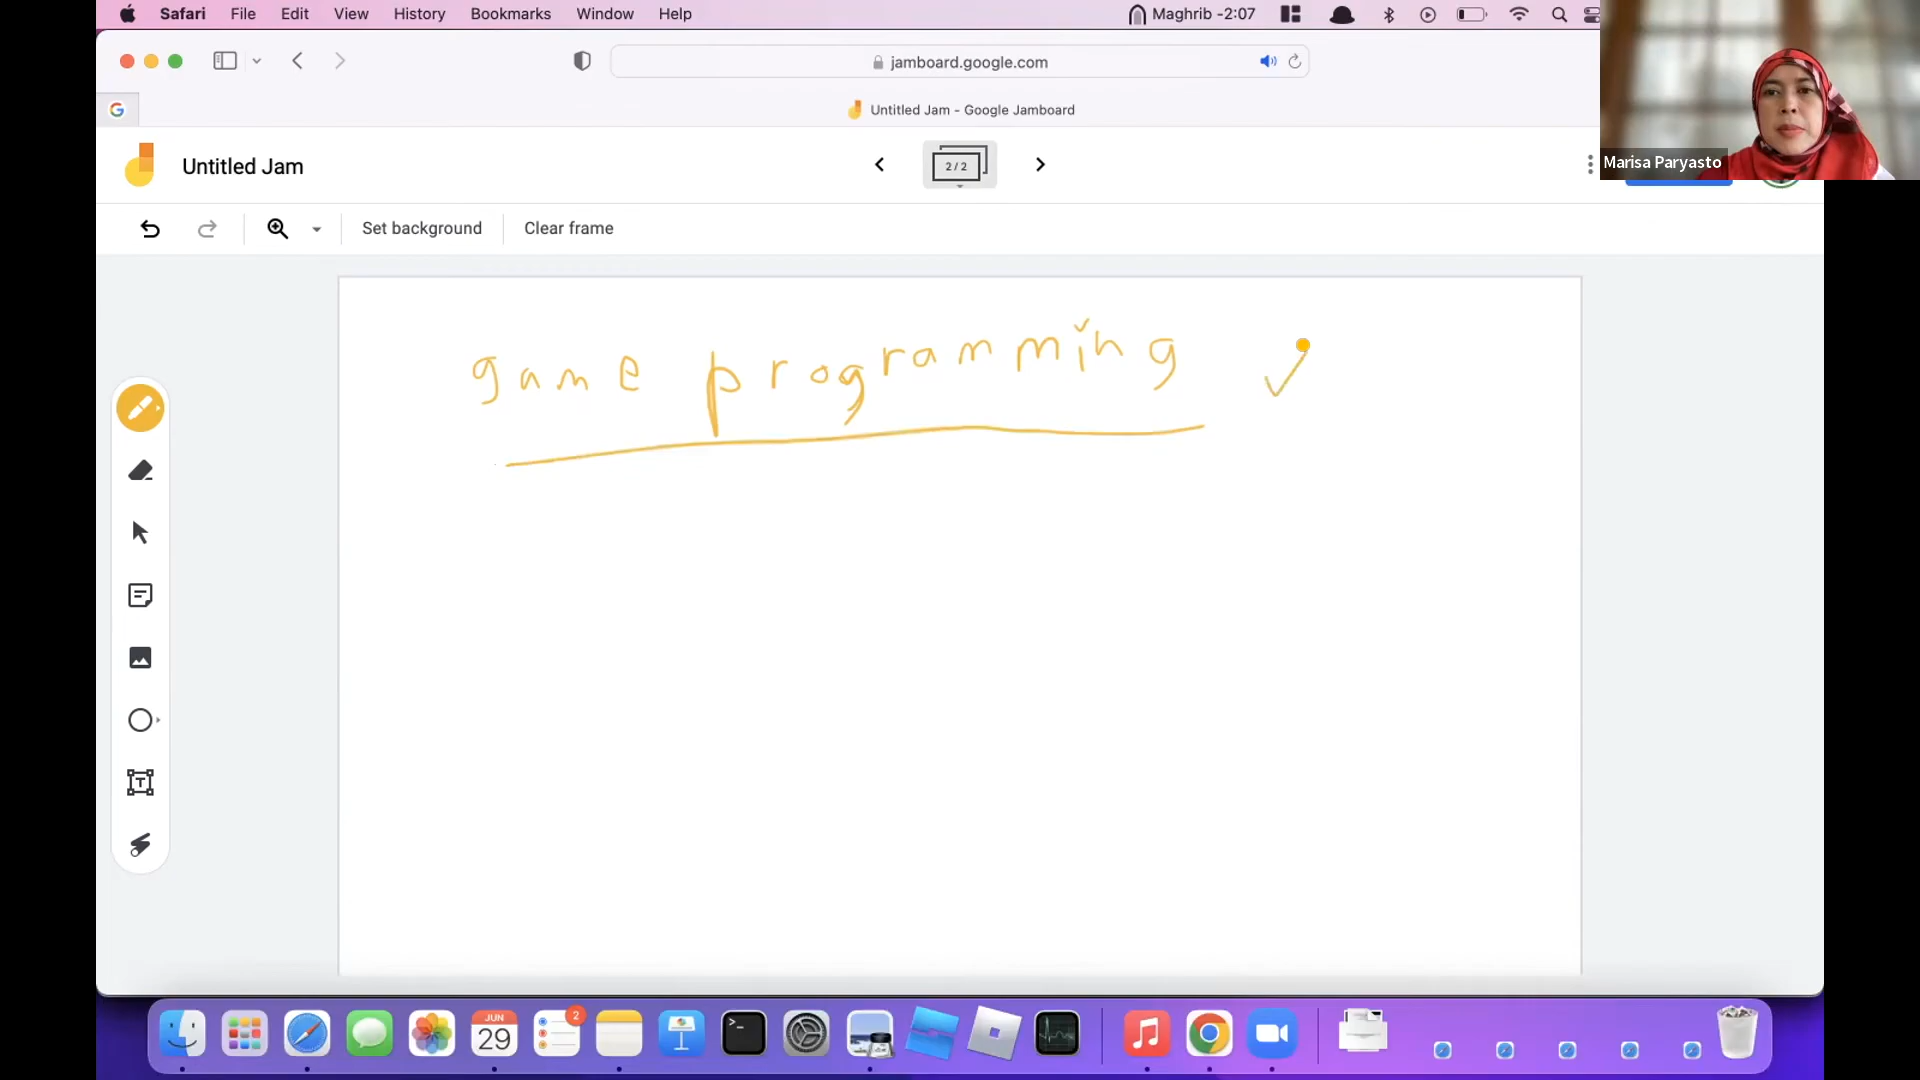 Safari File Edit View History Bookmarks Window Help Maghrib -2:07
jamboard.google.com
Untitled Jam - Google Jamboard
Untitled Jam
2 / 2
Marisa Paryasto
Set background Clear frame
game programming
JUN
29
2